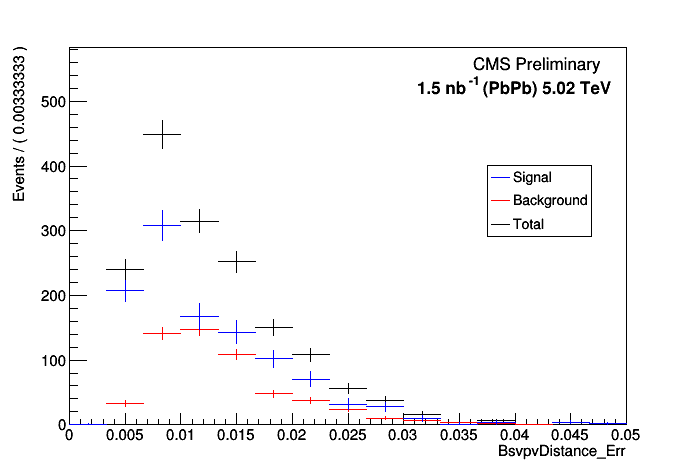 CMS Preliminary
1.5 nb⁻¹ (PbPb) 5.02 TeV
Events / ( 0.00333333 )
500
400
300
200
100
0
Signal
Background
Total
0 0.005 0.01 0.015 0.02 0.025 0.03 0.035 0.04 0.045 0.05
BsvpvDistance_Err